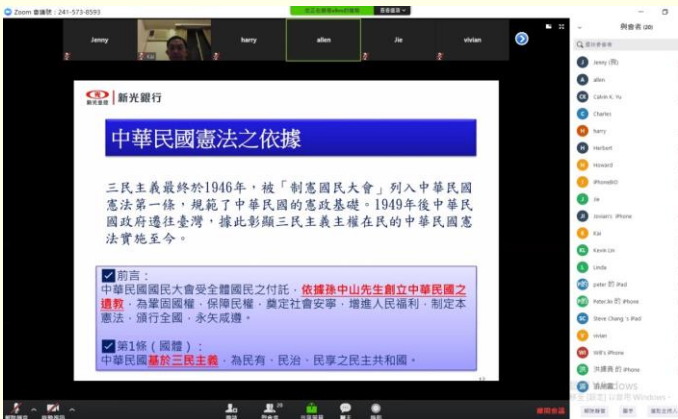 Zoom 會議號：241-573-8593
Jenny
Kai
harry
allen
Jie
vivian
新光銀行
中華民國憲法之依據
三民主義最終於1946年，被「制憲國民大會」列入中華民國
憲法第一條，規範了中華民國的憲政基礎。1949年後中華民
國政府遷往臺灣，據此彰顯三民主義主權在民的中華民國憲
法實施至今。
前言：
中華民國國民大會受全體國民之付託，依據孫中山先生創立中華民國之
遺教，為鞏固國權，保障民權，奠定社會安寧，增進人民福利，制定本
憲法，頒行全國，永矢咸遵。
第1條（國體）：
中華民國基於三民主義，為民有、民治、民享之民主共和國。
與會者 (20)
Jenny (我)
allen
Calvin K. Yu
Charles
harry
Herbert
Howard
Jie
Kai
Kevin Lin
Linda
peter 的 iPad
Peter.lin 的 iPhone
Steve Chang 's iPad
vivian
Will's iPhone
洪護員 的 iPhone